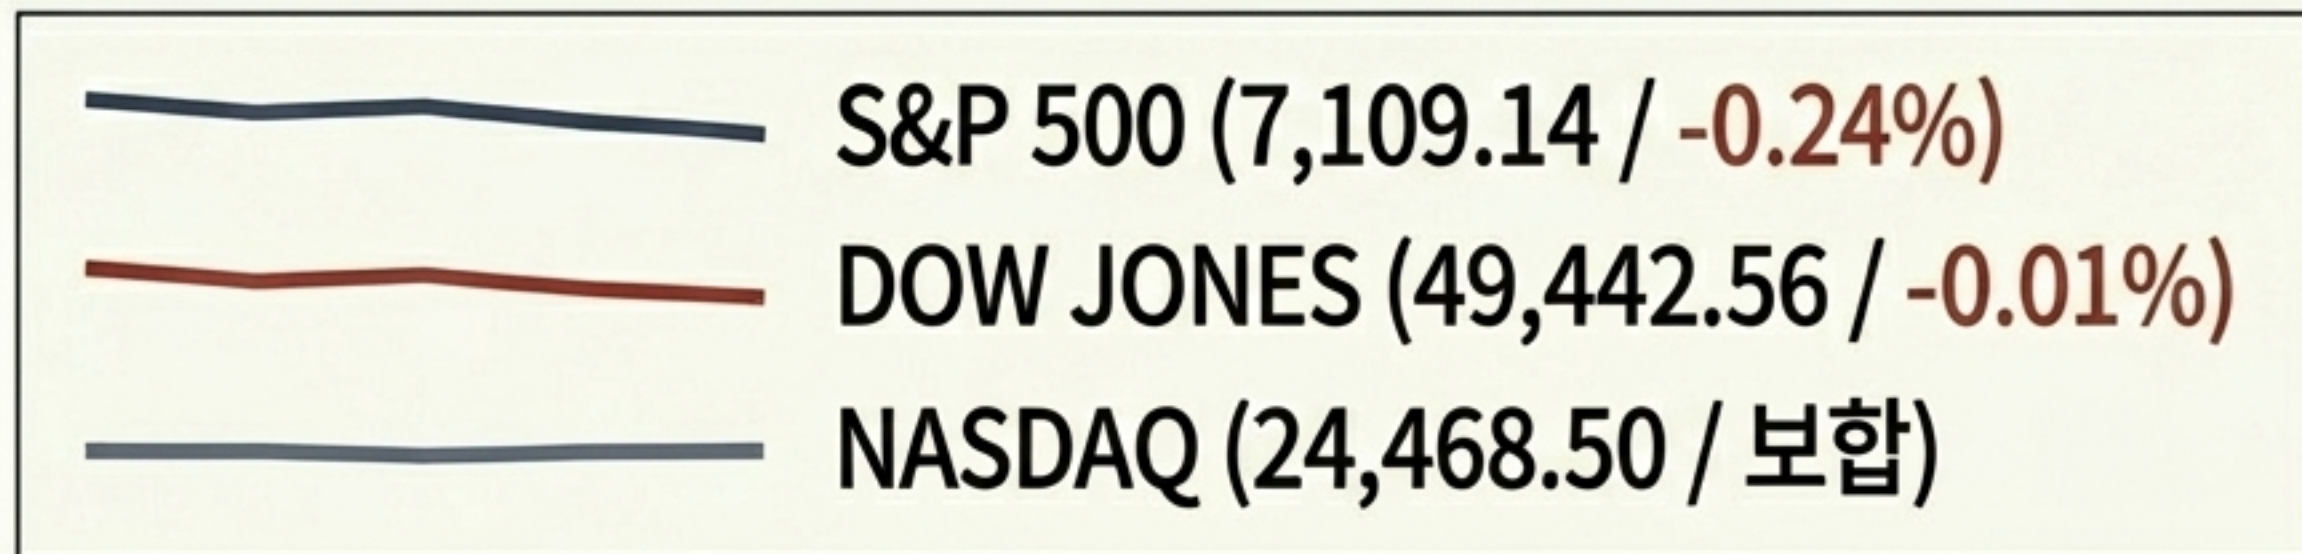 S&P 500 (7,109.14 / -0.24%)
DOW JONES (49,442.56 / -0.01%)
NASDAQ (24,468.50 / 보합)